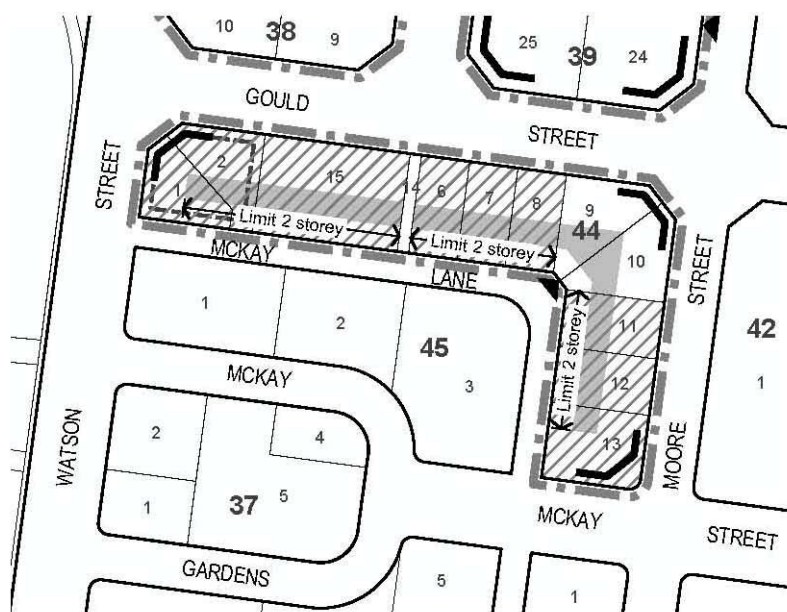 10 38 9
25 39 24
GOULD
STREET
STREET
2
1
15
14
6
7
8
9
44
10
Limit 2 storey
Limit 2 storey
MCKAY
LANE
STREET
11
12
13
Limit 2 storey
42
1
1
2
45
3
MCKAY
WATSON
2
1
4
5
37
MOORE
MCKAY
STREET
GARDENS
5
1